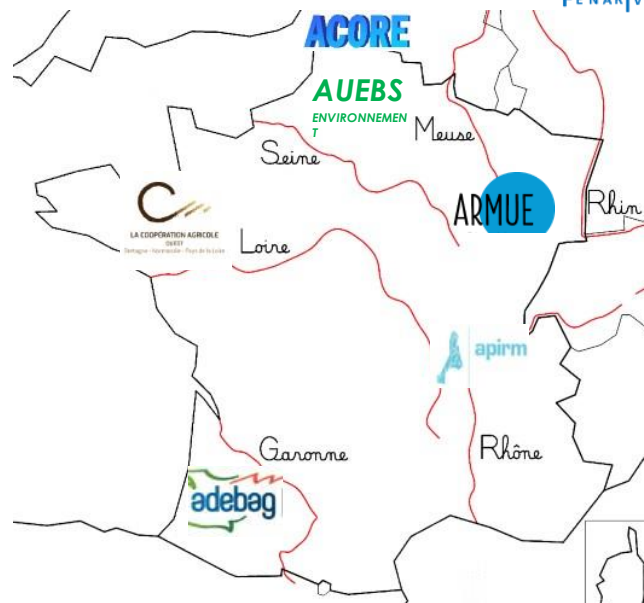 ACORE
AUEBS
ENVIRONNEMEN
T
Meuse
Seine
ARMUE
Rhin
LA COOPÉRATION AGRICOLE
OUEST
Bretagne - Normandie - Pays de la Loire
Loire
apirm
Garonne
Rhône
adebag